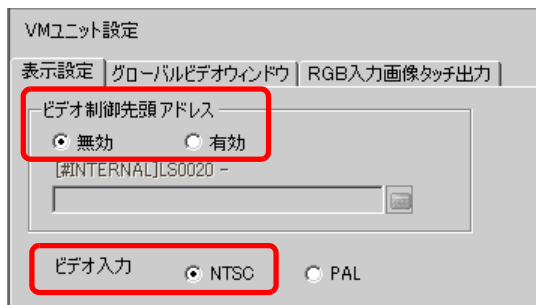 VMユニット設定
表示設定 グローバルビデオウィンドウ RGB入力画像タッチ出力
ビデオ制御先頭アドレス
無効 有効
[#INTERNAL]LS0020 -
ビデオ入力 NTSC PAL